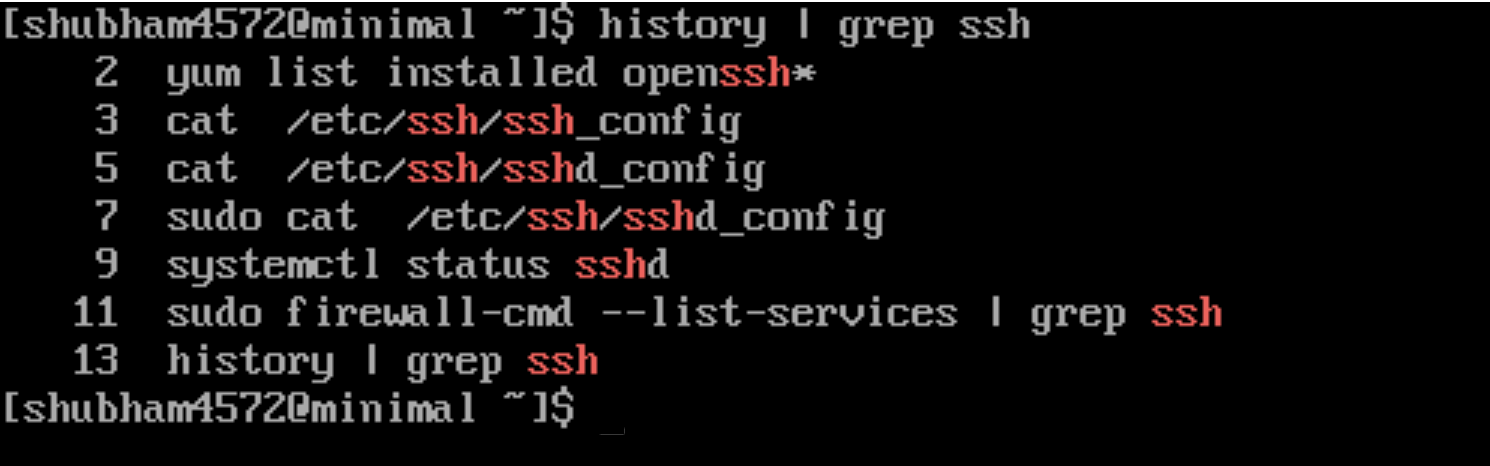 [shubham4572@minimal ~]$ history | grep ssh
    2  yum list installed openssh*
    3  cat  /etc/ssh/ssh_config
    5  cat  /etc/ssh/sshd_config
    7  sudo cat  /etc/ssh/sshd_config
    9  systemctl status sshd
   11  sudo firewall-cmd --list-services | grep ssh
   13  history | grep ssh
[shubham4572@minimal ~]$ _